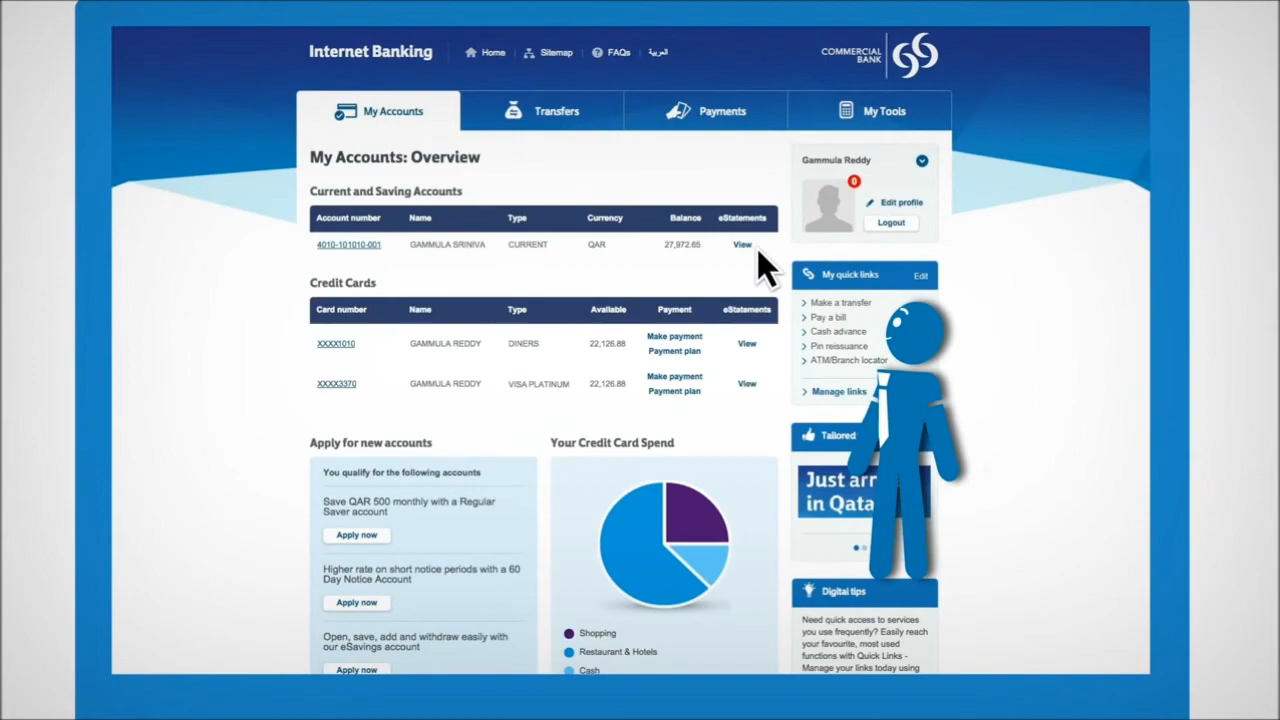 Internet Banking
Home
Sitemap
FAQs
العربية
COMMERCIAL
BANK
My Accounts
Transfers
Payments
My Tools
My Accounts: Overview
Current and Saving Accounts
Account number Name Type Currency Balance eStatements
4010-101010-001 GAMMULA SRINIVA CURRENT QAR 27,972.65 View
Credit Cards
Card number Name Type Available Payment eStatements
XXXX1010 GAMMULA REDDY DINERS 22,126.88 Make payment View
Payment plan
XXXX3370 GAMMULA REDDY VISA PLATINUM 22,126.88 Make payment View
Payment plan
Apply for new accounts
You qualify for the following accounts
Save QAR 500 monthly with a Regular
Saver account
Apply now
Higher rate on short notice periods with a 60
Day Notice Account
Apply now
Open, save, add and withdraw easily with
our eSavings account
Apply now
Your Credit Card Spend
Shopping
Restaurant & Hotels
Cash
Gammula Reddy
0
Edit profile
Logout
My quick links Edit
Make a transfer
Pay a bill
Cash advance
Pin reissuance
ATM/Branch locator
Manage links
Tailored
Just arr
in Qata
Digital tips
Need quick access to services
you use frequently? Easily reach
your favourite, most used
functions with Quick Links -
Manage your links today using